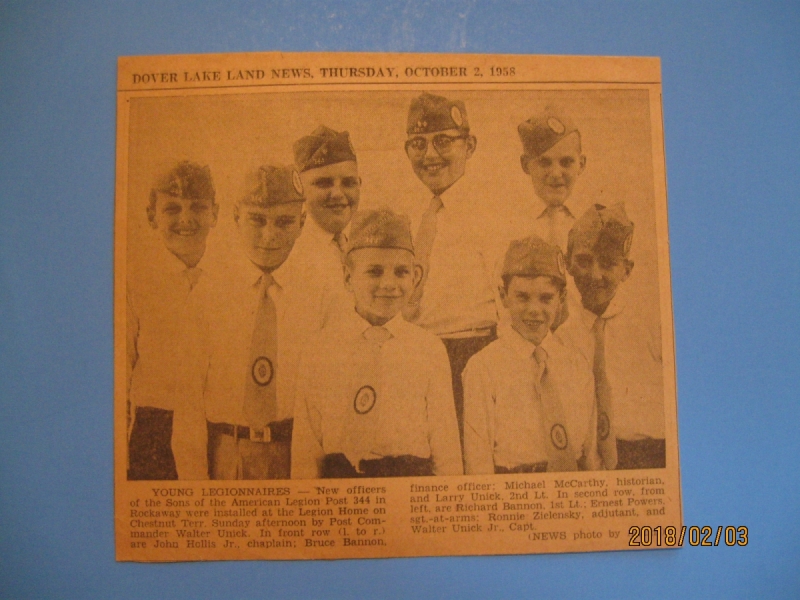 DOVER LAKE LAND NEWS, THURSDAY, OCTOBER 2, 1958
YOUNG LEGIONNAIRES — New officers
of the Sons of the American Legion Post 344 in
Rockaway were installed at the Legion Home on
Chestnut Terr. Sunday afternoon by Post Com-
mander Walter Unick. In front row (l. to r.)
are John Hollis Jr., chaplain; Bruce Bannon,
finance officer; Michael McCarthy, historian,
and Larry Unick, 2nd Lt. In second row, from
left, are Richard Bannon, 1st Lt.; Ernest Powers,
sgt.-at-arms; Ronnie Zielensky, adjutant, and
Walter Unick Jr., Capt.
(NEWS photo by
2018/02/03